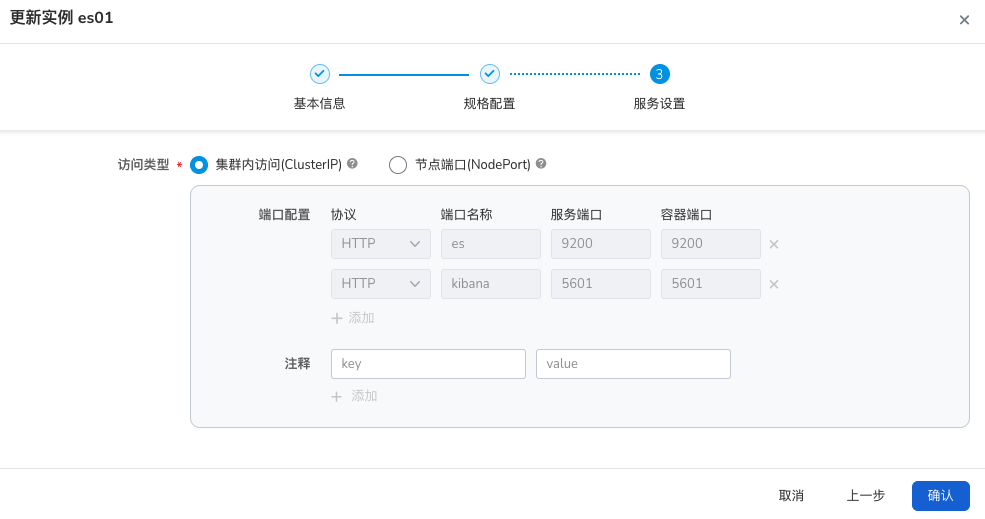 更新实例 es01
3
基本信息 规格配置 服务设置
访问类型 * 集群内访问(ClusterIP) ? 节点端口(NodePort) ?
端口配置 协议 端口名称 服务端口 容器端口
HTTP es 9200 9200
HTTP kibana 5601 5601
+ 添加
注释 key value
+ 添加
取消 上一步 确认